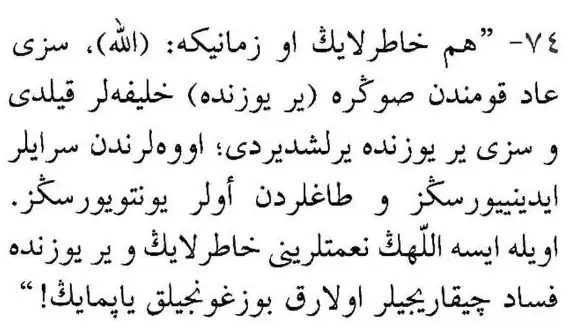 ٧٤- ”هم خاطرلايڭ او زمانيكه: (الله)، سزى
عاد قومندن صوڭره (ير يوزنده) خليفه‌لر قيلدى
و سزى ير يوزنده يرلشديردى؛ اووه‌لرندن سرايلر
ايدينييورسڭز و طاغلردن أولر يونتويورسڭز.
اويله ايسه اللّهڭ نعمتلرينى خاطرلايڭ و ير يوزنده
فساد چيقاريجيلر اولارق بوزغونجيلق ياپمايڭ!“